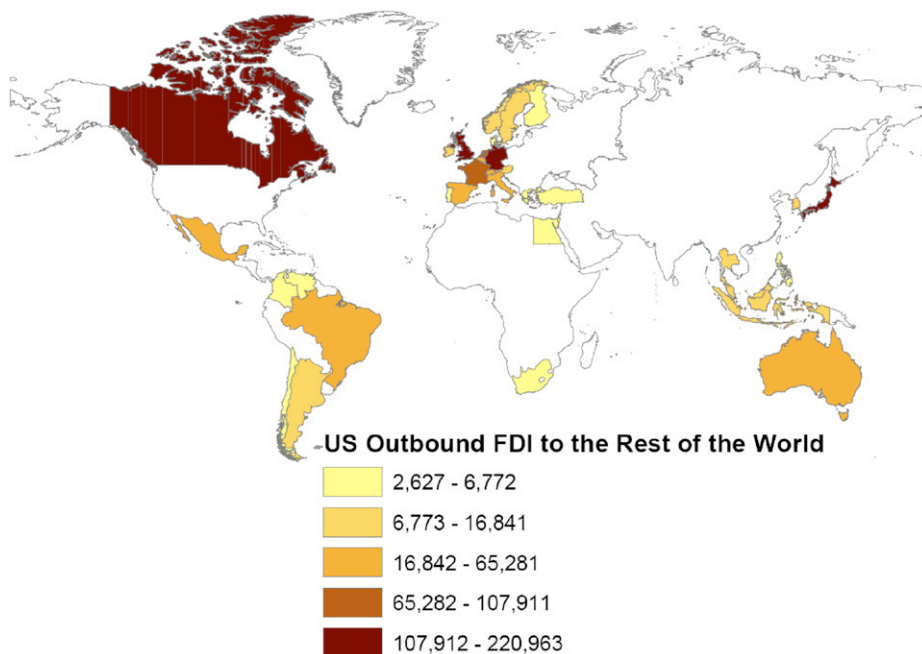 US Outbound FDI to the Rest of the World
2,627 - 6,772
6,773 - 16,841
16,842 - 65,281
65,282 - 107,911
107,912 - 220,963